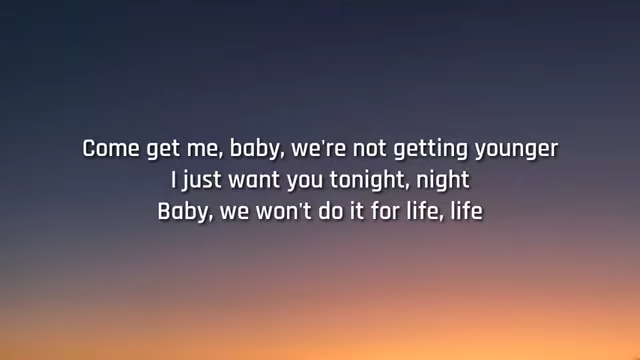 Come get me, baby, we're not getting younger
I just want you tonight, night
Baby, we won't do it for life, life